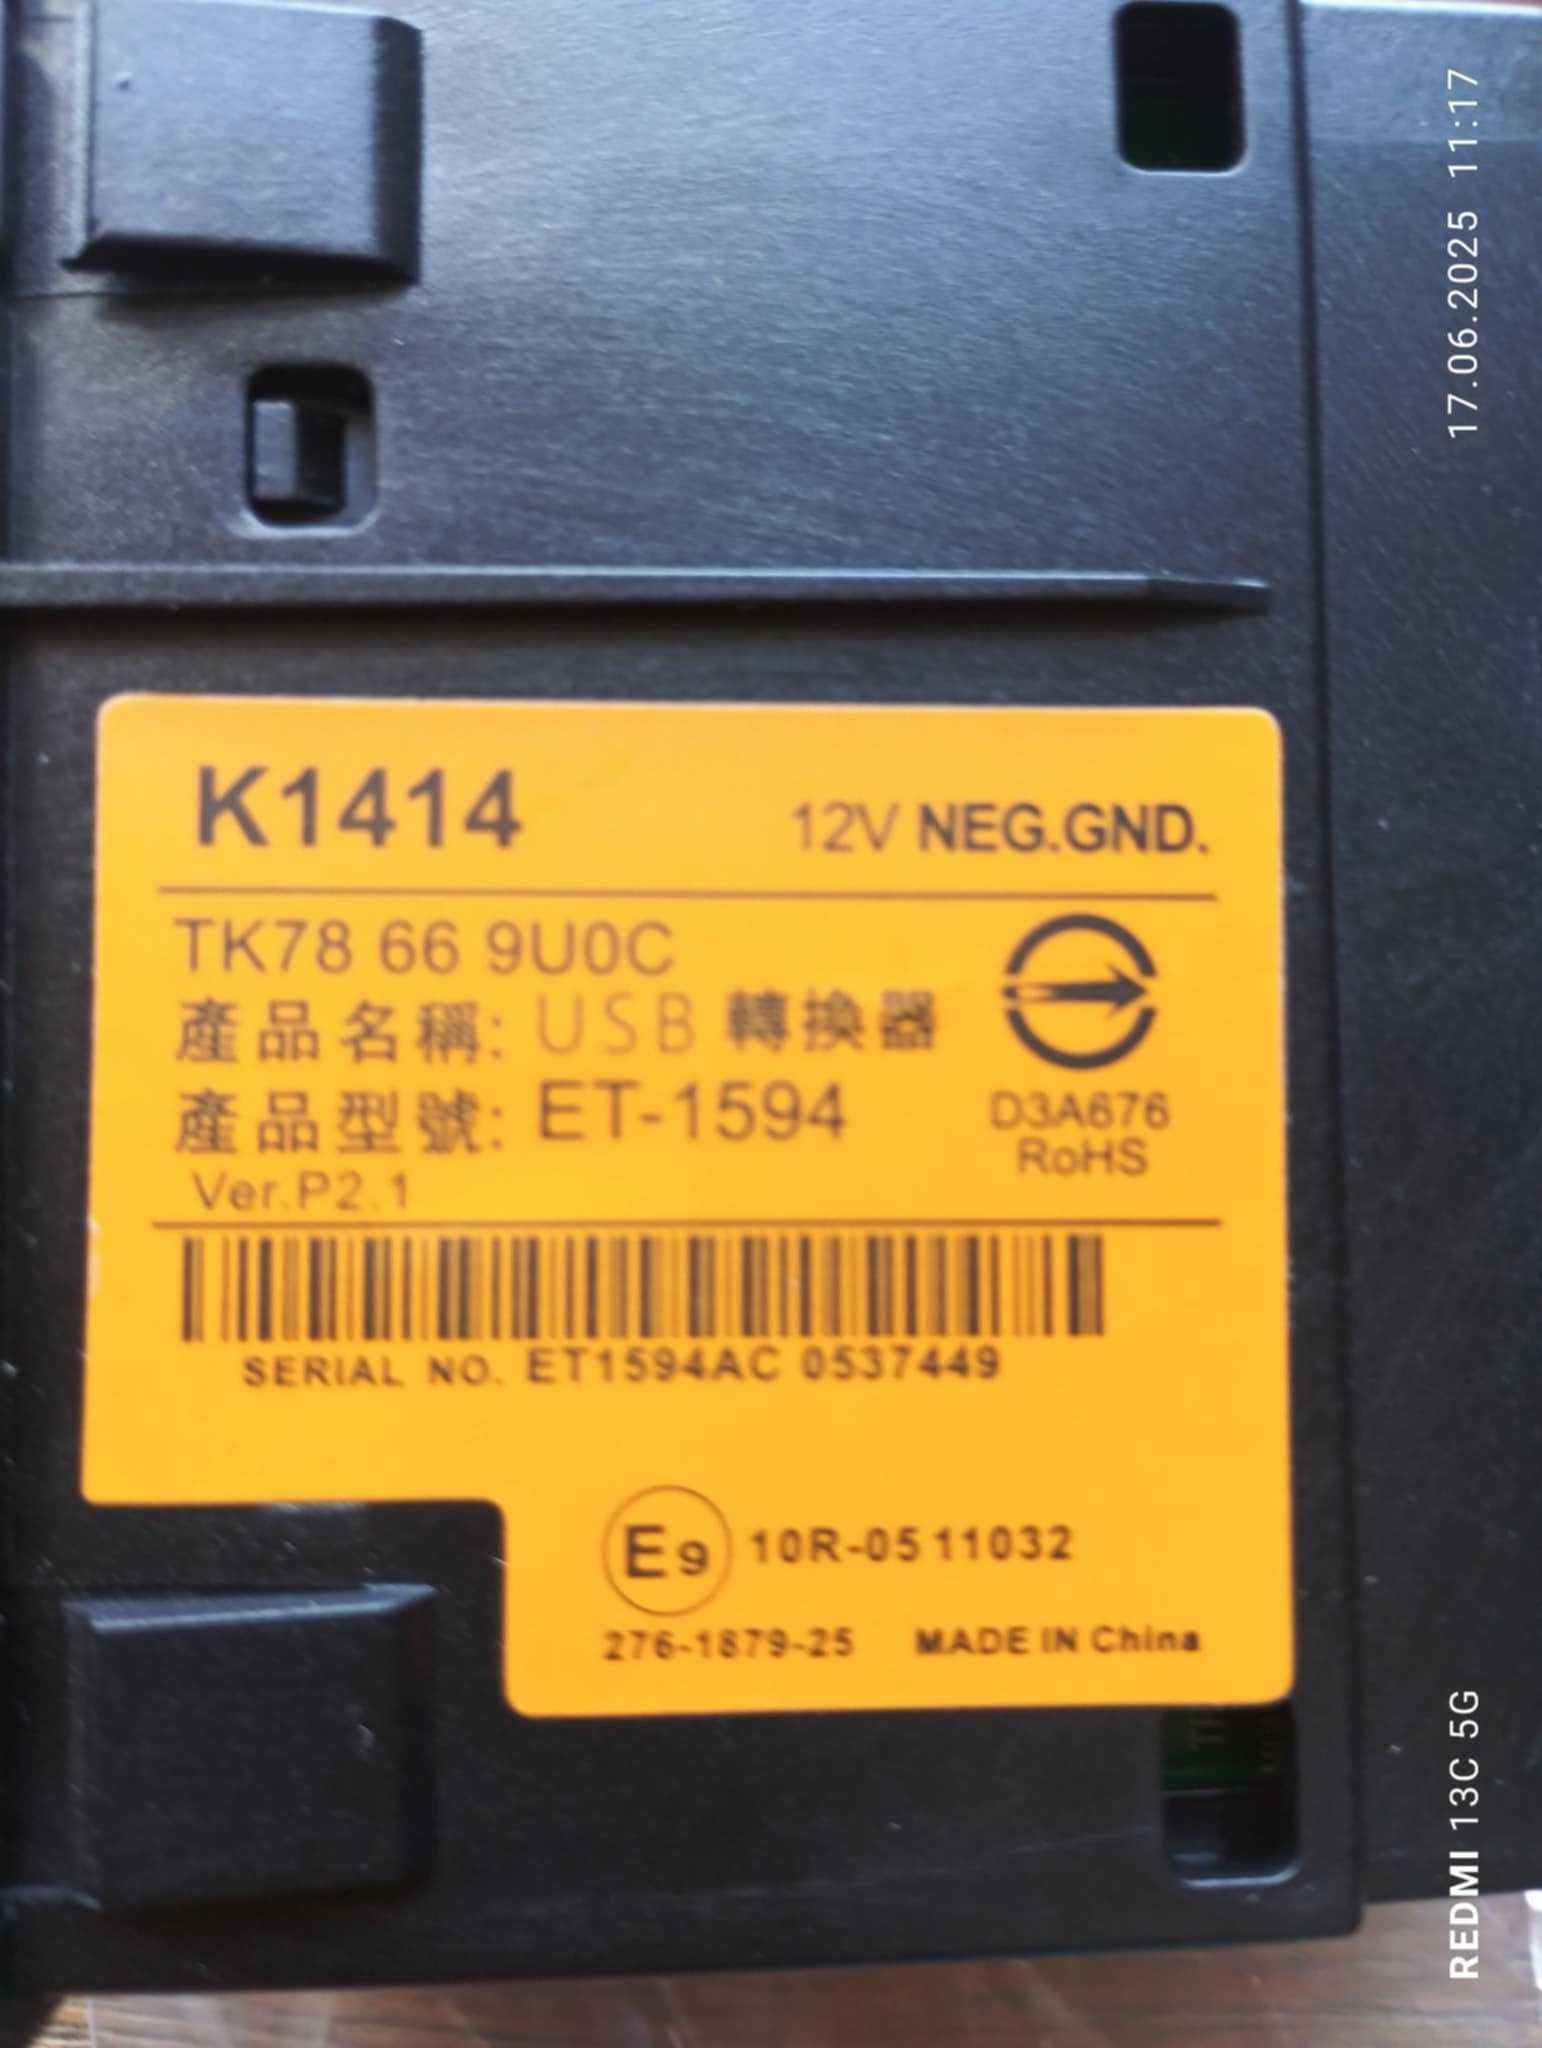 K1414
12V NEG.GND.
TK78 66 9U0C
產品名稱: USB 轉換器
產品型號: ET-1594
Ver.P2.1
D3A676
RoHS
SERIAL NO. ET1594AC 0537449
E9 10R-05 11032
276-1879-25 MADE IN China
17.06.2025 11:17
REDMI 13C 5G